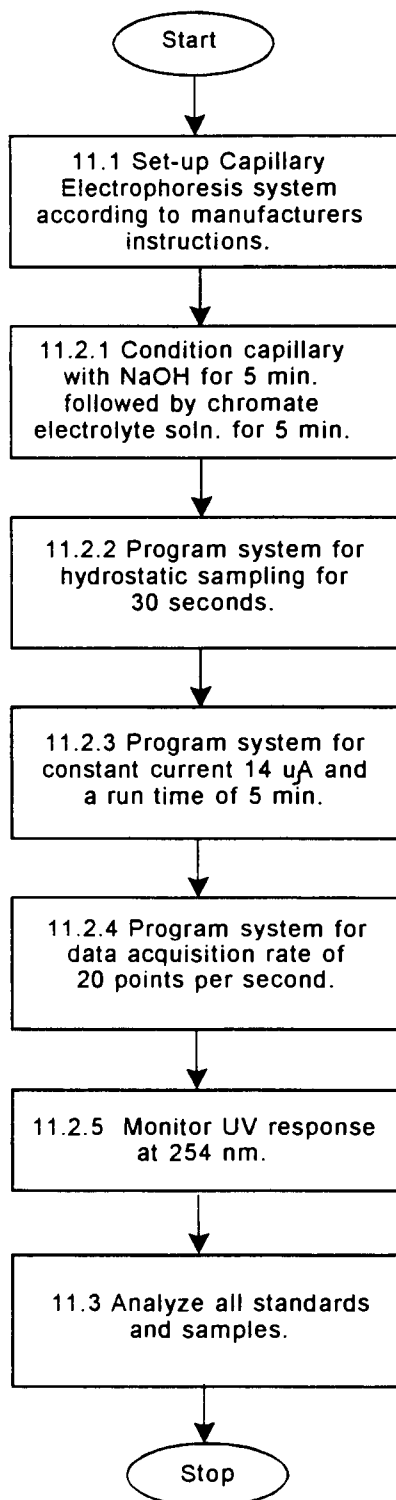 Start
11.1 Set-up Capillary
Electrophoresis system
according to manufacturers
instructions.
11.2.1 Condition capillary
with NaOH for 5 min.
followed by chromate
electrolyte soln. for 5 min.
11.2.2 Program system for
hydrostatic sampling for
30 seconds.
11.2.3 Program system for
constant current 14 uA and
a run time of 5 min.
11.2.4 Program system for
data acquisition rate of
20 points per second.
11.2.5 Monitor UV response
at 254 nm.
11.3 Analyze all standards
and samples.
Stop